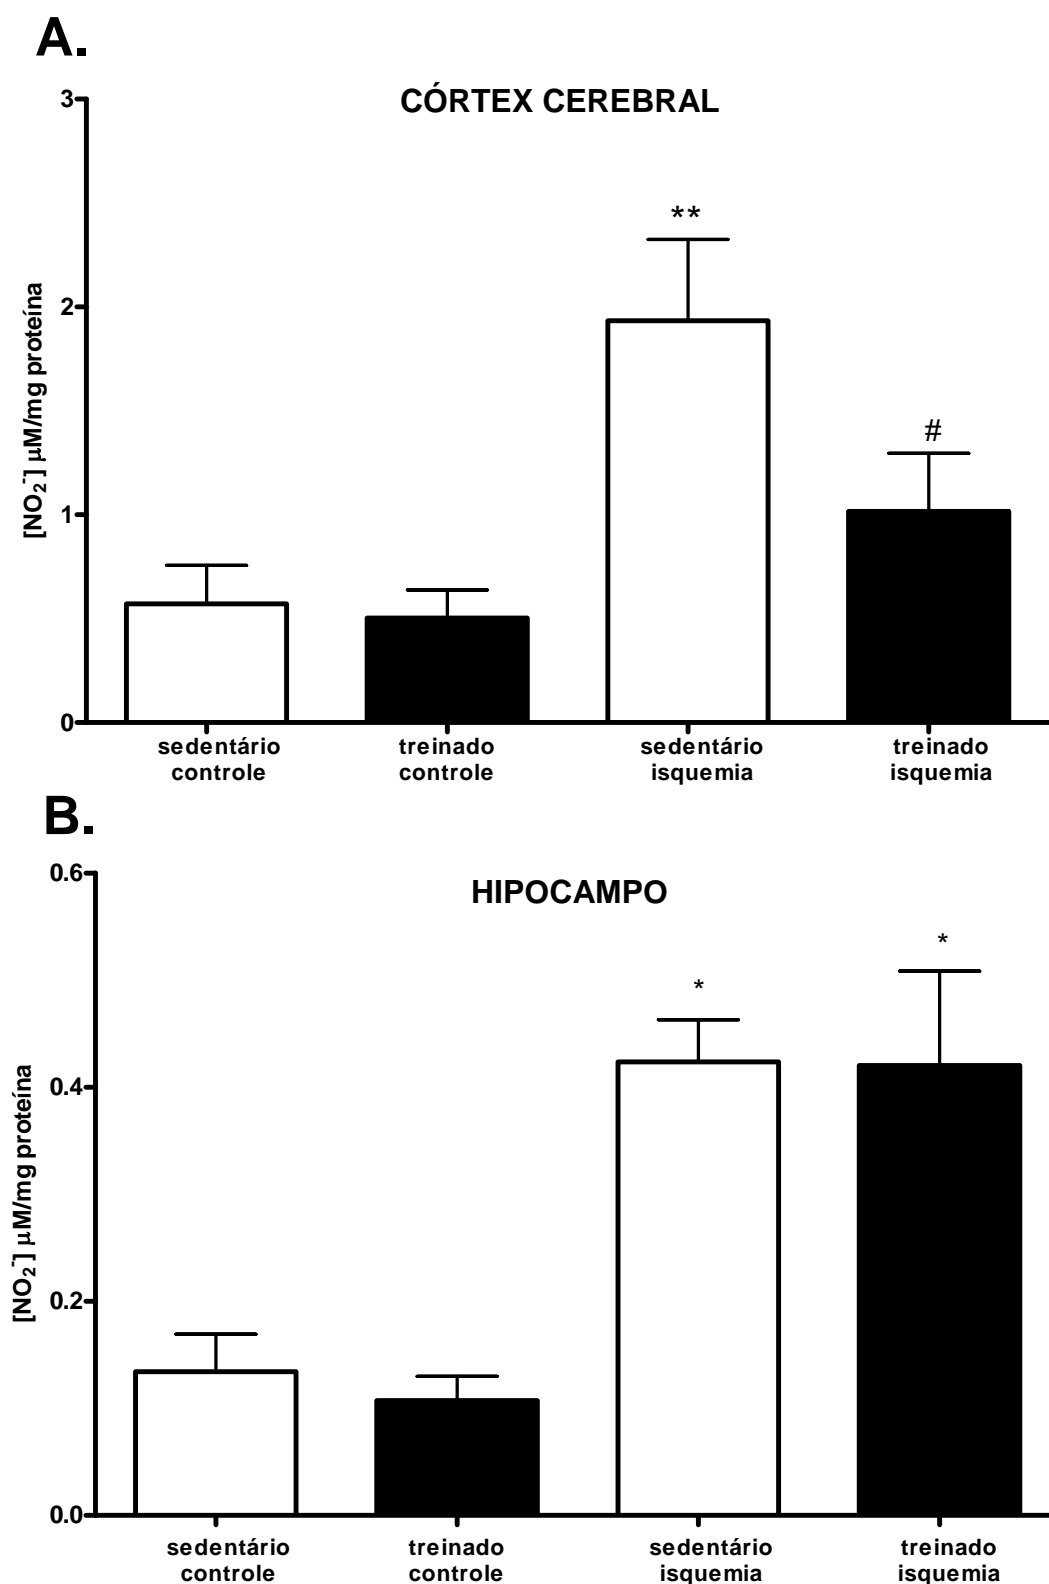 A.
CÓRTEX CEREBRAL
[NO₂⁻] µM/mg proteína
3
2
1
0
**
#
sedentário
controle
treinado
controle
sedentário
isquemia
treinado
isquemia
B.
HIPOCAMPO
[NO₂⁻] µM/mg proteína
0.6
0.4
0.2
0.0
*
*
sedentário
controle
treinado
controle
sedentário
isquemia
treinado
isquemia